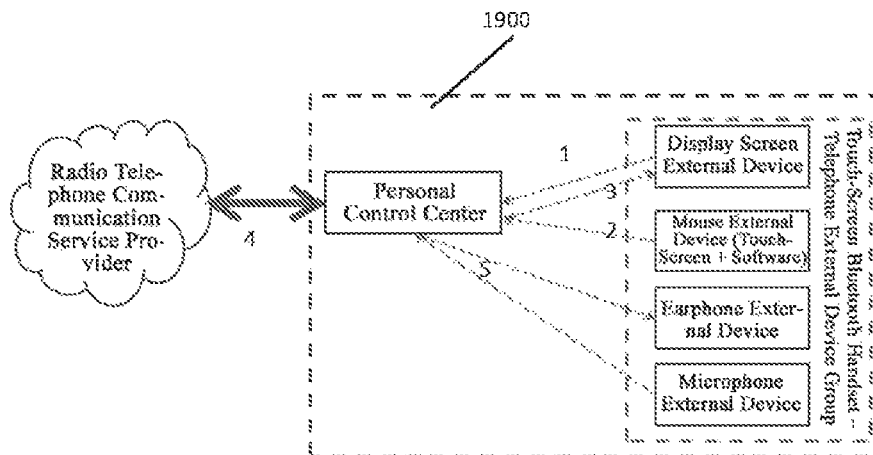 1900
Radio Tele-
phone Com-
munication
Service Pro-
vider
4
Personal
Control Center
1
3
2
5
Display Screen
External Device
Mouse External
Device (Touch-
Screen + Software)
Earphone Exter-
nal Device
Microphone
External Device
Touch-Screen Bluetooth Handset -
Telephone External Device Group